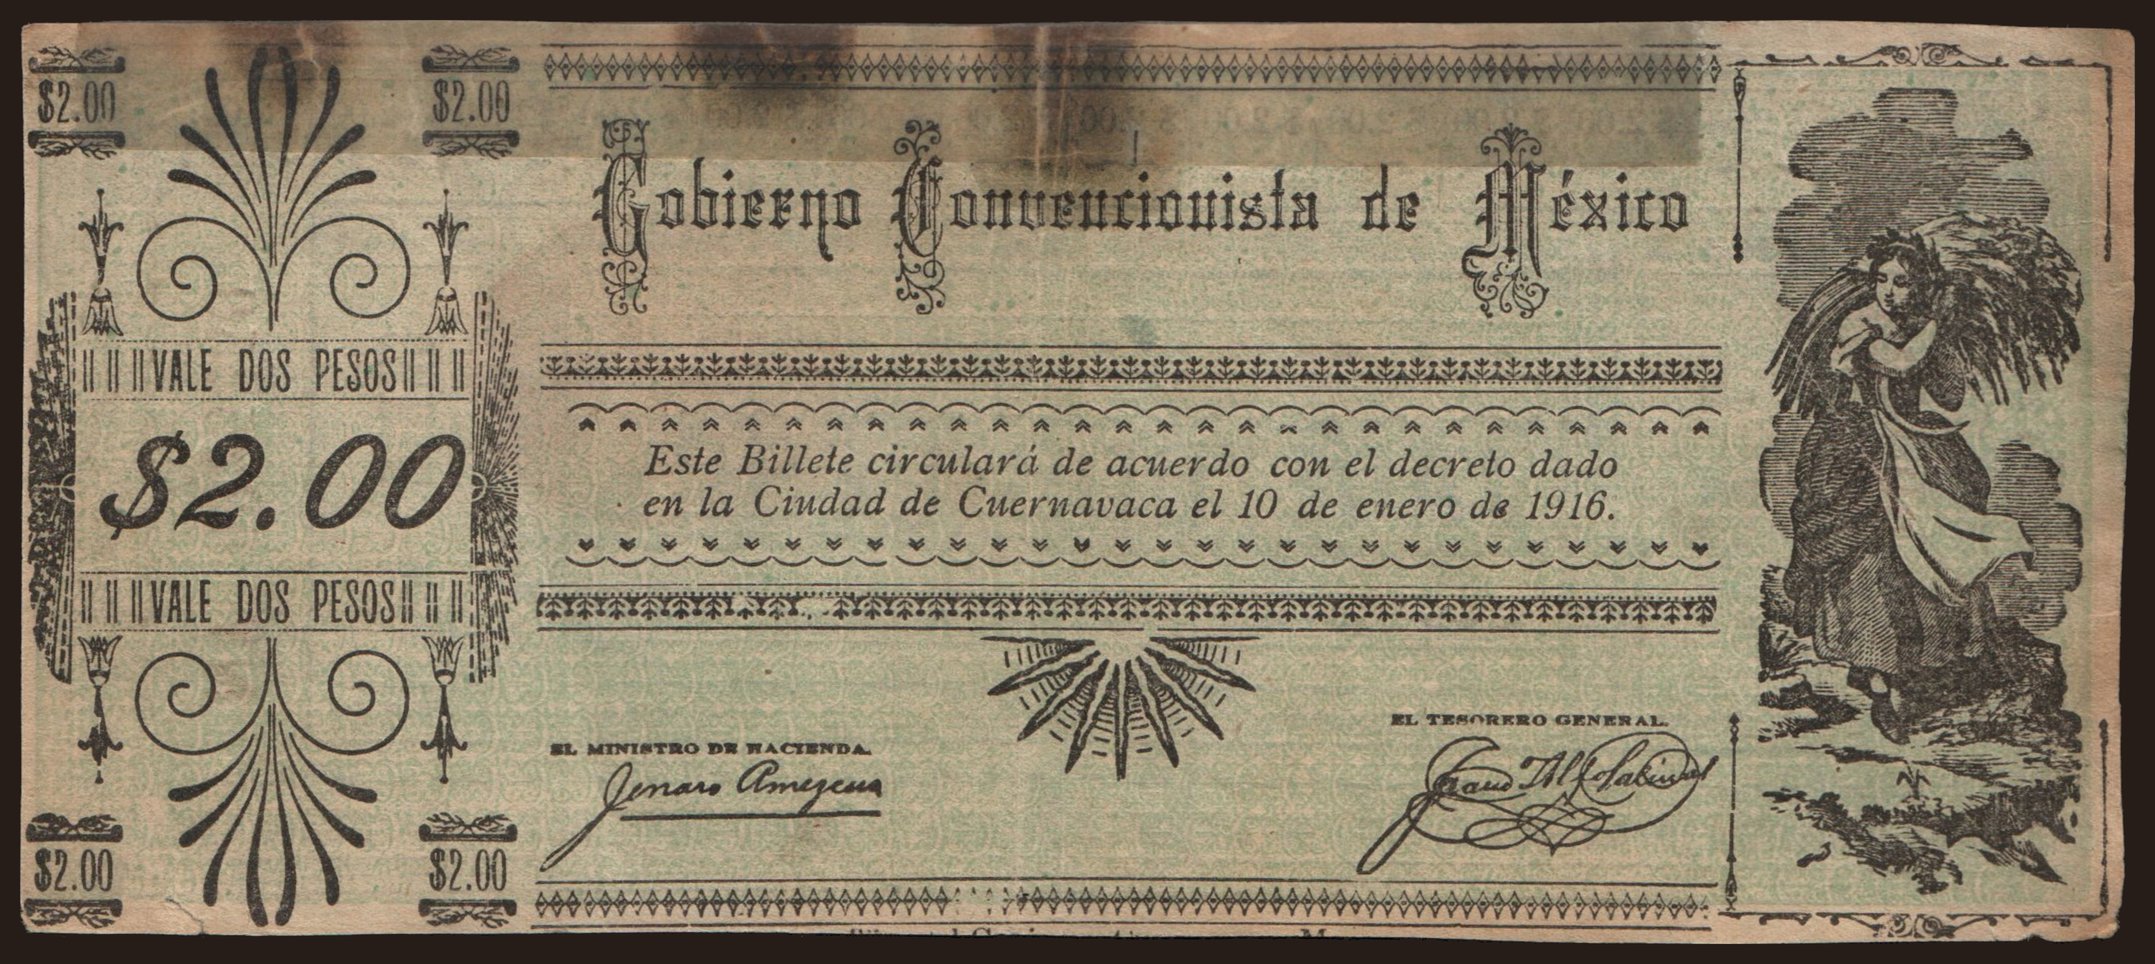 $2.00 $2.00
Gobierno Convencionista de México
VALE DOS PESOS
$2.00
Este Billete circulará de acuerdo con el decreto dado
en la Ciudad de Cuernavaca el 10 de enero de 1916.
VALE DOS PESOS
EL TESORERO GENERAL.
EL MINISTRO DE HACIENDA.
Jenaro Amezcua
$2.00 $2.00